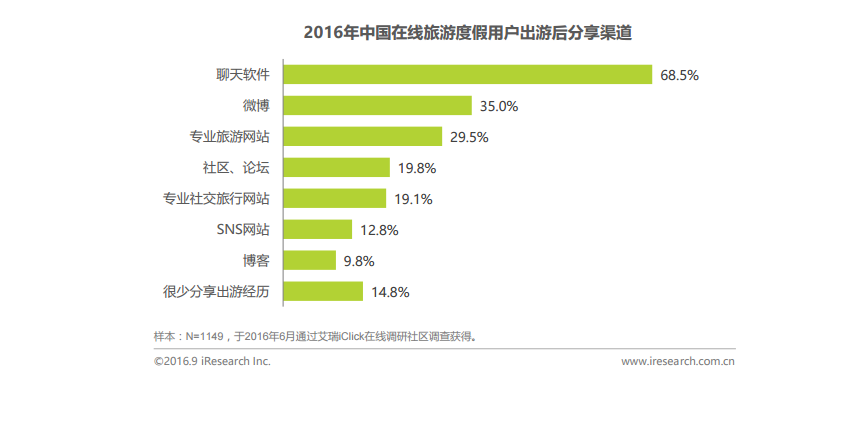 2016年中国在线旅游度假用户出游后分享渠道
聊天软件 68.5%
微博 35.0%
专业旅游网站 29.5%
社区、论坛 19.8%
专业社交旅行网站 19.1%
SNS网站 12.8%
博客 9.8%
很少分享出游经历 14.8%
样本：N=1149，于2016年6月通过艾瑞iClick在线调研社区调查获得。
©2016.9 iResearch Inc. www.iresearch.com.cn